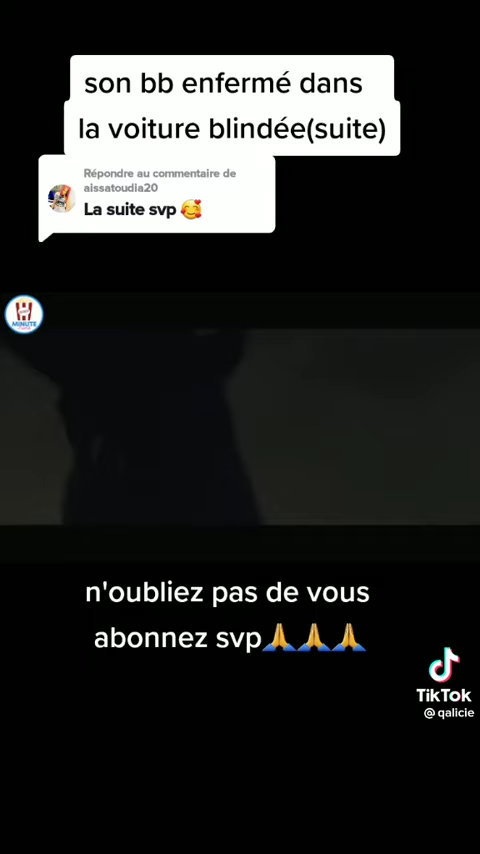 son bb enfermé dans
la voiture blindée(suite)
Répondre au commentaire de
aissatoudia20
La suite svp 🥰
MINUTE
n'oubliez pas de vous
abonnez svp🙏🙏🙏
TikTok
@ qalicie